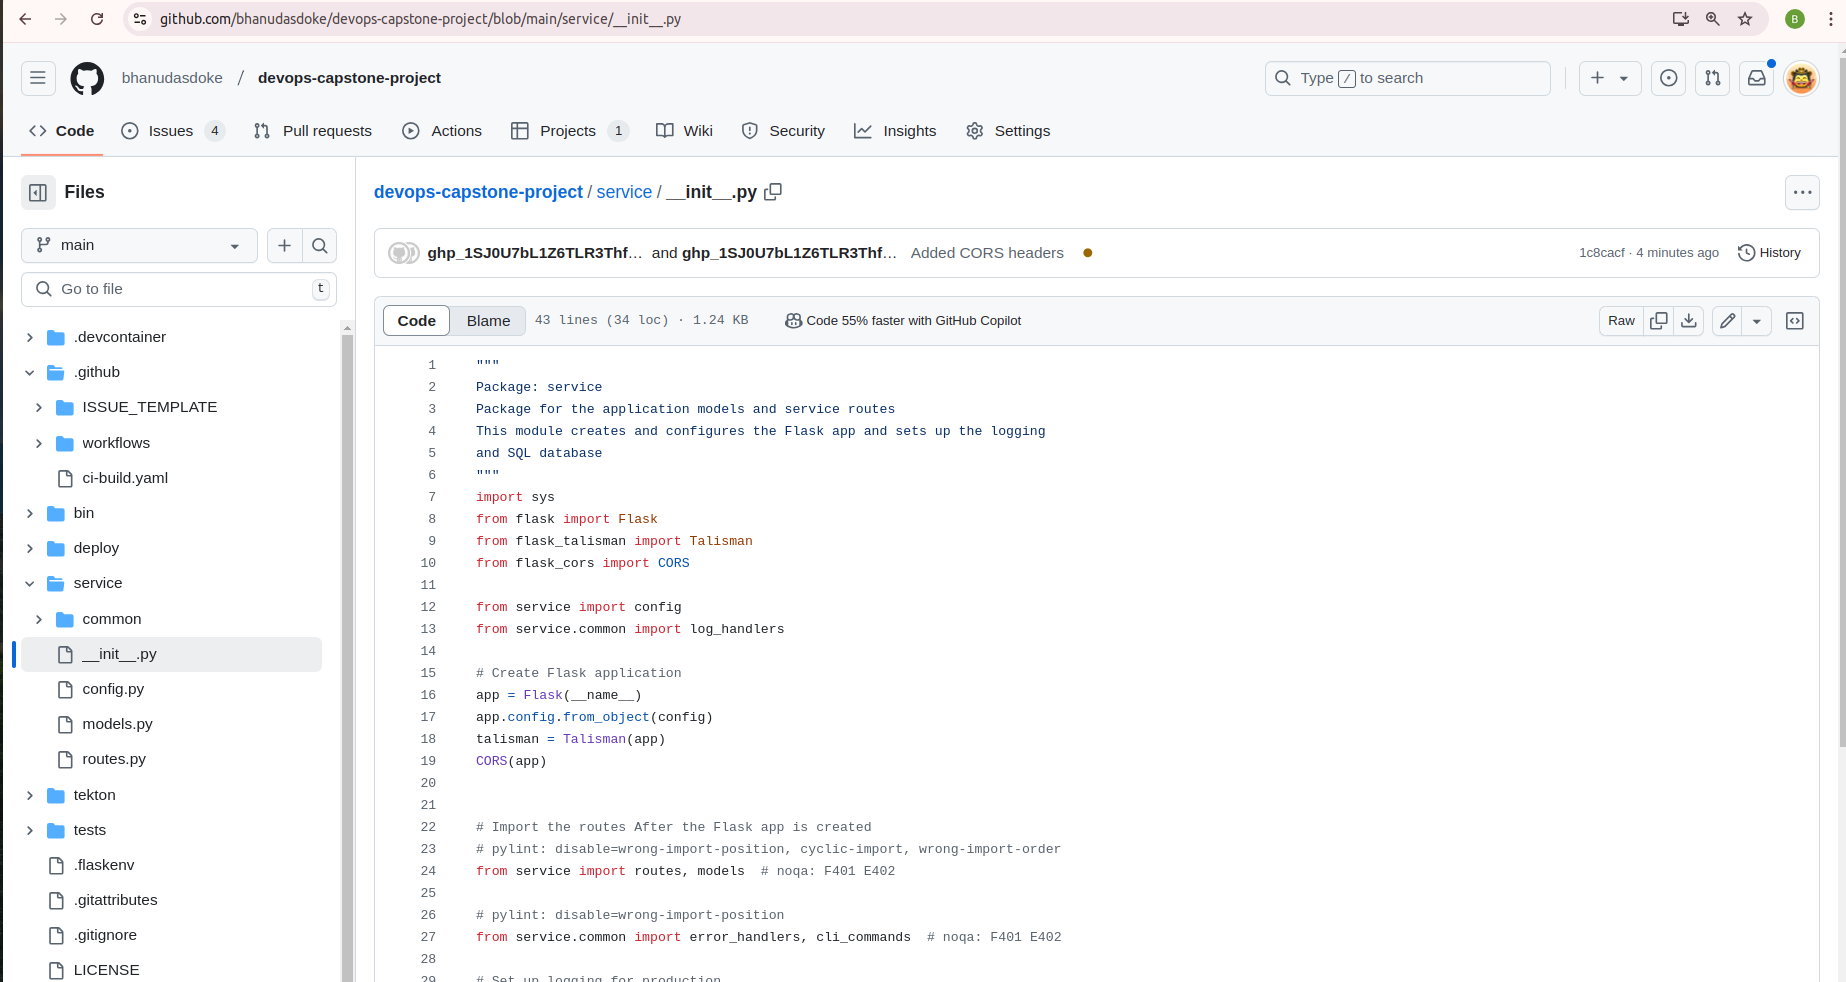 github.com/bhanudasdoke/devops-capstone-project/blob/main/service/__init__.py
B
bhanudasdoke / devops-capstone-project
Type / to search
Code
Issues 4
Pull requests
Actions
Projects 1
Wiki
Security
Insights
Settings
Files
main
Go to file
t
.devcontainer
.github
ISSUE_TEMPLATE
workflows
ci-build.yaml
bin
deploy
service
common
__init__.py
config.py
models.py
routes.py
tekton
tests
.flaskenv
.gitattributes
.gitignore
LICENSE
devops-capstone-project / service / __init__.py
ghp_1SJ0U7bL1Z6TLR3Thf… and ghp_1SJ0U7bL1Z6TLR3Thf… Added CORS headers
1c8cacf · 4 minutes ago
History
Code Blame 43 lines (34 loc) · 1.24 KB
Code 55% faster with GitHub Copilot
Raw
1 """
2 Package: service
3 Package for the application models and service routes
4 This module creates and configures the Flask app and sets up the logging
5 and SQL database
6 """
7 import sys
8 from flask import Flask
9 from flask_talisman import Talisman
10 from flask_cors import CORS
11
12 from service import config
13 from service.common import log_handlers
14
15 # Create Flask application
16 app = Flask(__name__)
17 app.config.from_object(config)
18 talisman = Talisman(app)
19 CORS(app)
20
21
22 # Import the routes After the Flask app is created
23 # pylint: disable=wrong-import-position, cyclic-import, wrong-import-order
24 from service import routes, models  # noqa: F401 E402
25
26 # pylint: disable=wrong-import-position
27 from service.common import error_handlers, cli_commands  # noqa: F401 E402
28
29 # Set up logging for production